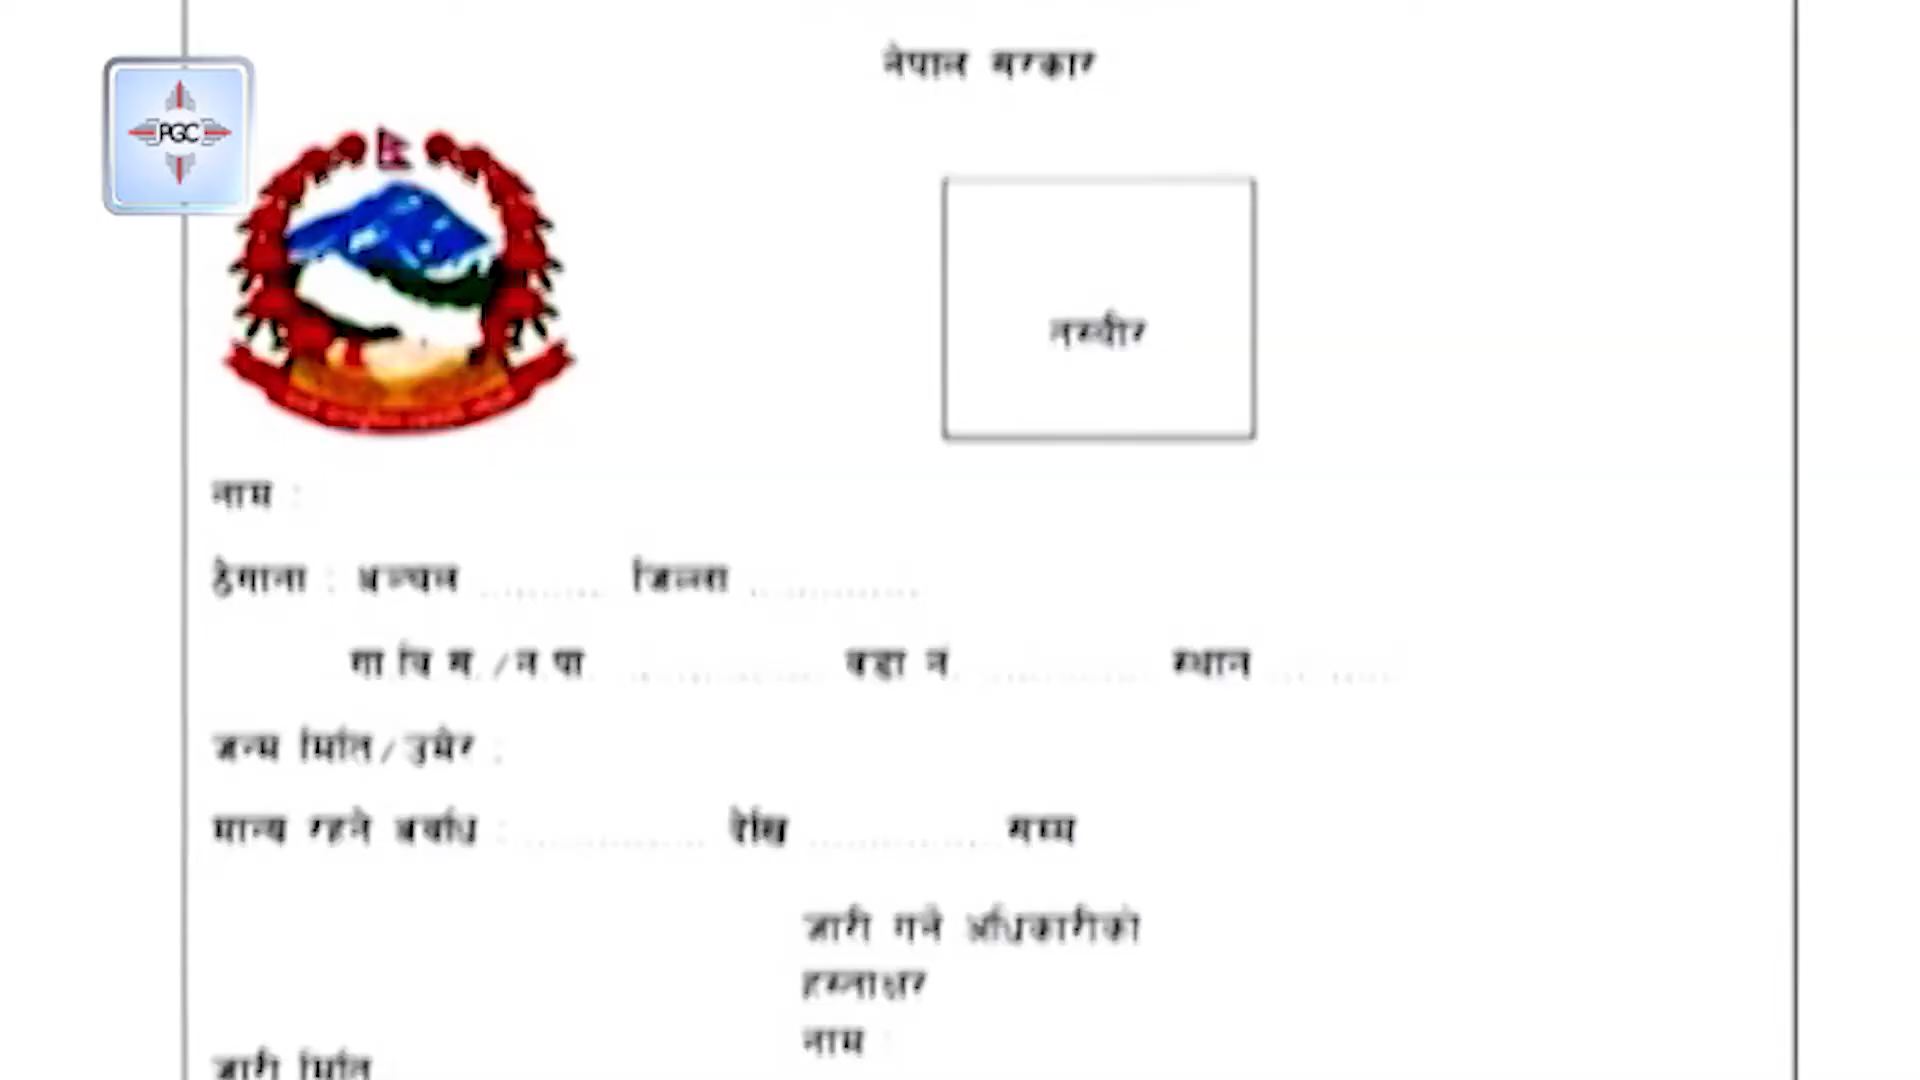 नेपाल सरकार
PGC
तस्वीर
नाम :
ठेगाना : अञ्चल .......... जिल्ला ..............
गा.वि.स./न.पा. ................ वडा नं. .............. स्थान ............
जन्म मिति/उमेर :
मान्य रहने अवधि : ................ देखि ................ सम्म
जारी गर्ने अधिकारीको
हस्ताक्षर
नाम :
जारी मिति